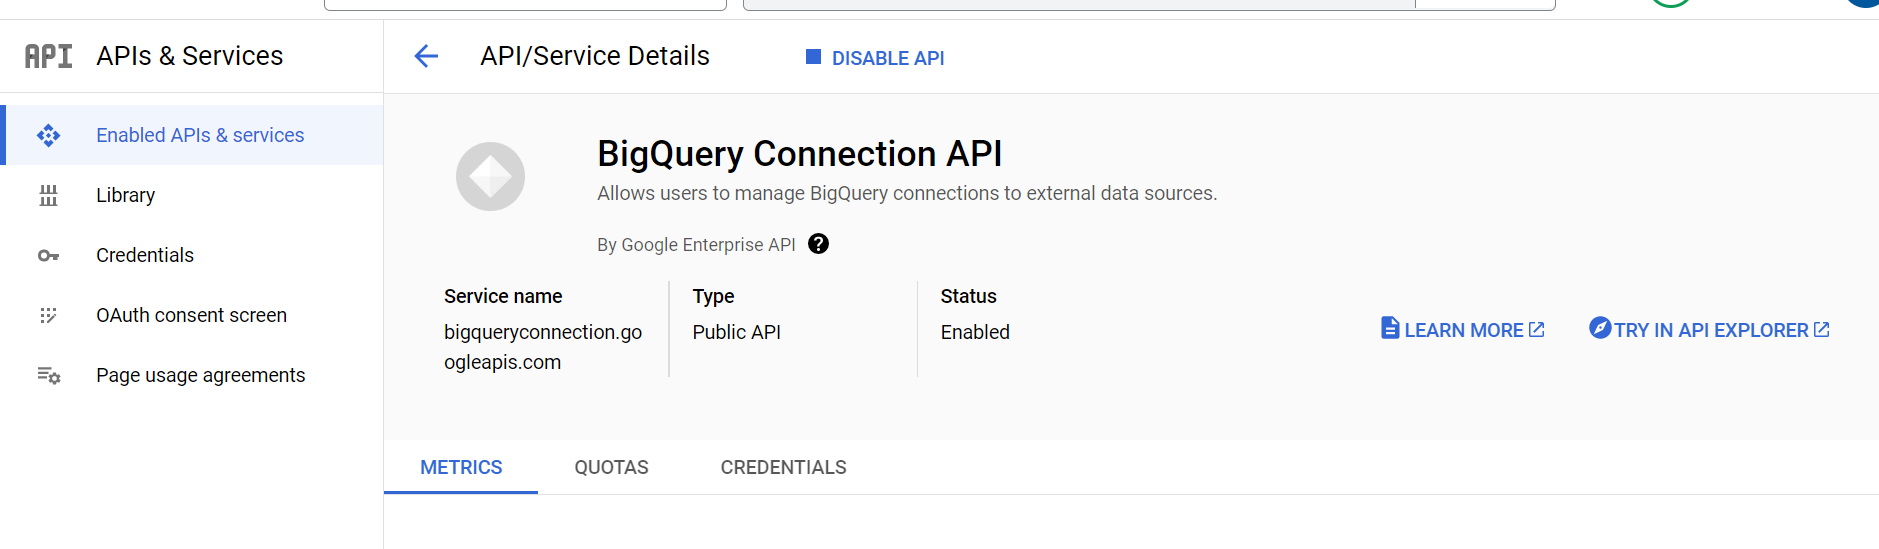 API APIs & Services
API/Service Details
DISABLE API
Enabled APIs & services
Library
Credentials
OAuth consent screen
Page usage agreements
BigQuery Connection API
Allows users to manage BigQuery connections to external data sources.
By Google Enterprise API ?
Service name
bigqueryconnection.go
ogleapis.com
Type
Public API
Status
Enabled
LEARN MORE
TRY IN API EXPLORER
METRICS
QUOTAS
CREDENTIALS